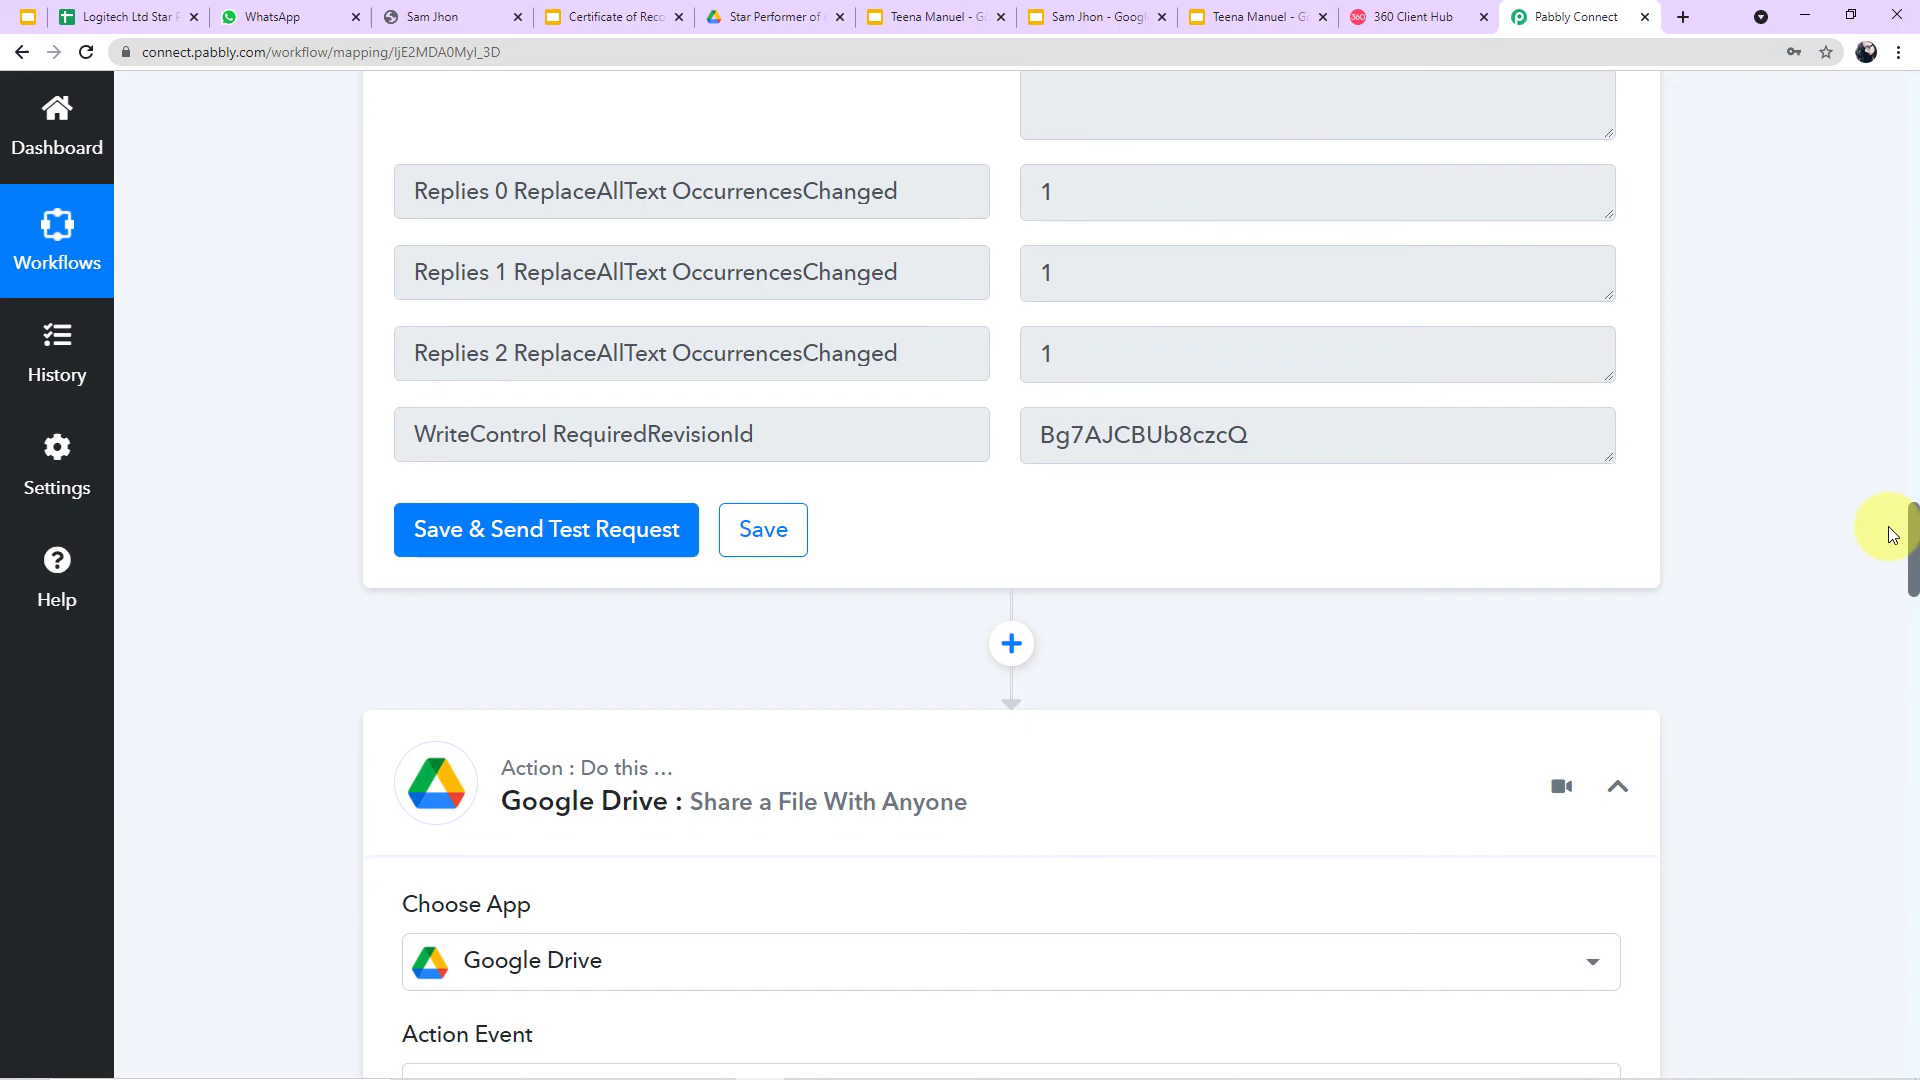 Logitech Ltd Star
WhatsApp
Sam Jhon
Certificate of Reco
Star Performer of
Teena Manuel - G
Sam Jhon - Googl
Teena Manuel - G
360
360 Client Hub
Pabbly Connect
connect.pabbly.com/workflow/mapping/IjE2MDA0MyI_3D
Dashboard
Workflows
History
Settings
Help
Replies 0 ReplaceAllText OccurrencesChanged
1
Replies 1 ReplaceAllText OccurrencesChanged
1
Replies 2 ReplaceAllText OccurrencesChanged
1
WriteControl RequiredRevisionId
Bg7AJCBUb8czcQ
Save & Send Test Request
Save
Action : Do this ...
Google Drive : Share a File With Anyone
Choose App
Google Drive
Action Event